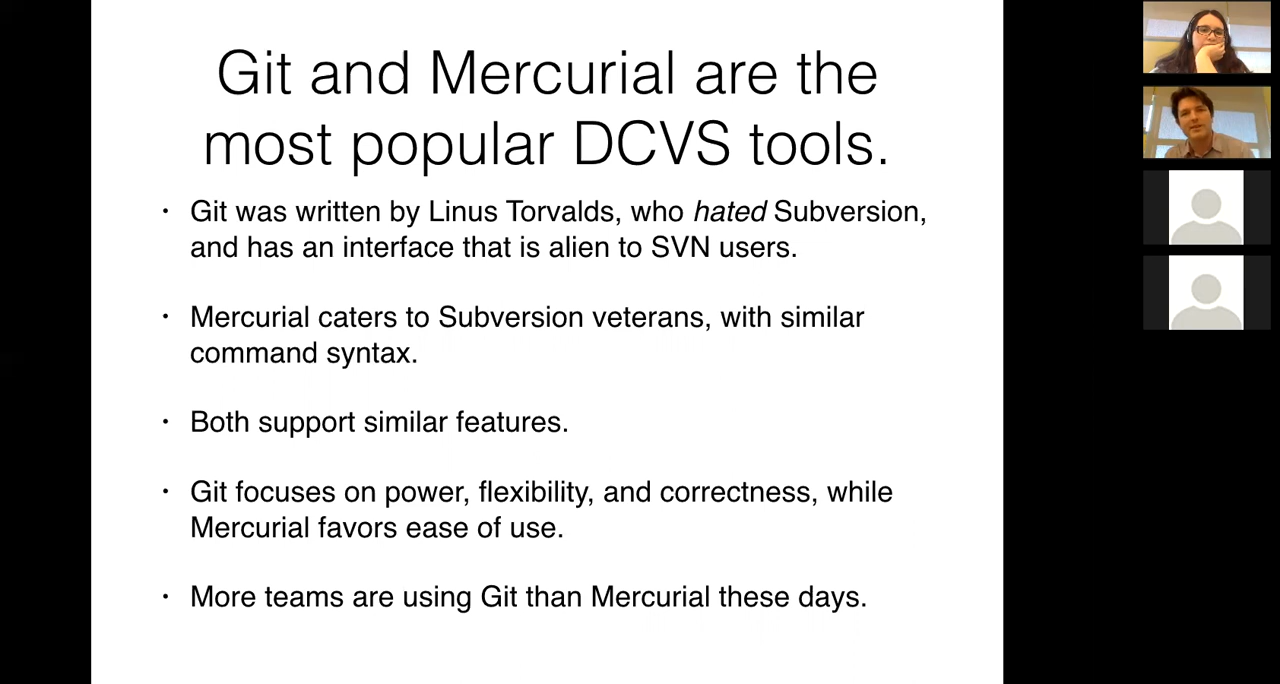 Git and Mercurial are the
most popular DCVS tools.
• Git was written by Linus Torvalds, who hated Subversion,
and has an interface that is alien to SVN users.
• Mercurial caters to Subversion veterans, with similar
command syntax.
• Both support similar features.
• Git focuses on power, flexibility, and correctness, while
Mercurial favors ease of use.
• More teams are using Git than Mercurial these days.